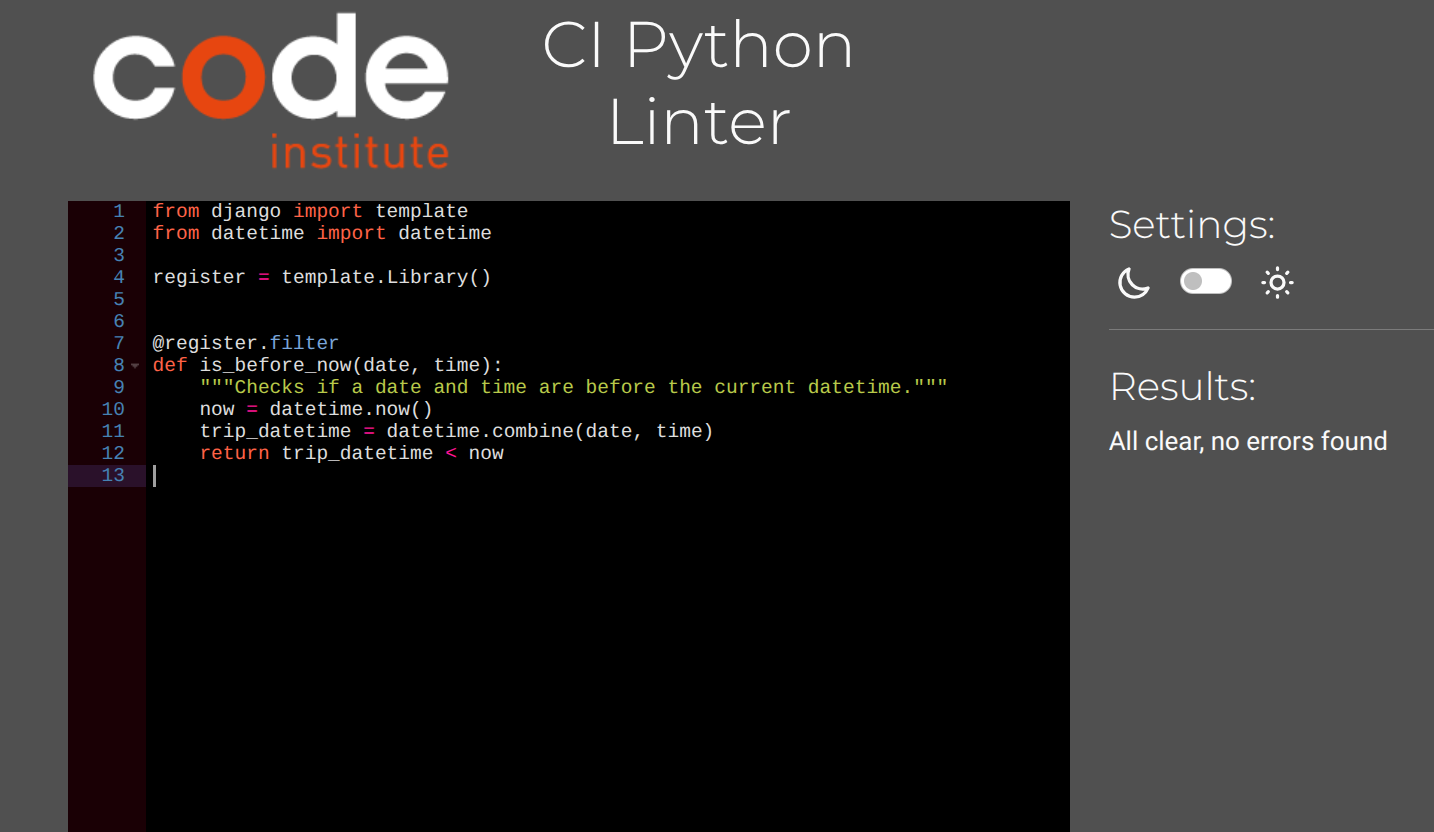 code
institute
CI Python
Linter
1 from django import template
2 from datetime import datetime
3
4 register = template.Library()
5
6
7 @register.filter
8 def is_before_now(date, time):
9     """Checks if a date and time are before the current datetime."""
10     now = datetime.now()
11     trip_datetime = datetime.combine(date, time)
12     return trip_datetime < now
13
Settings:
Results:
All clear, no errors found